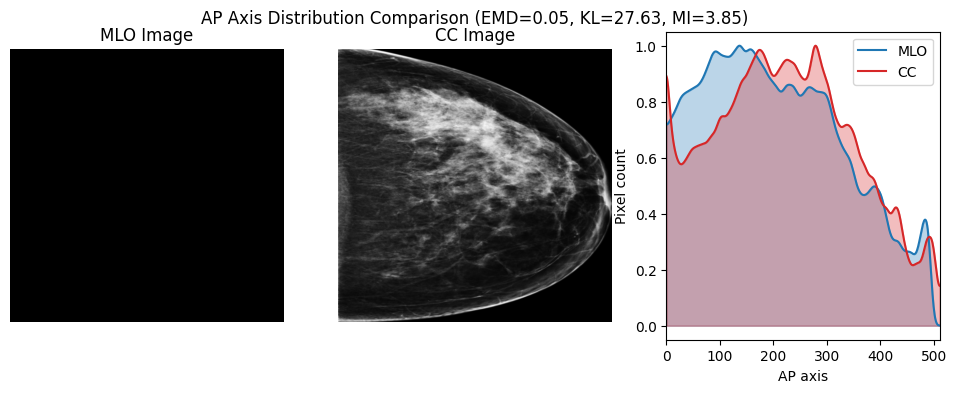 AP Axis Distribution Comparison (EMD=0.05, KL=27.63, MI=3.85)
MLO Image
CC Image
MLO
CC
Pixel count
1.0
0.8
0.6
0.4
0.2
0.0
0 100 200 300 400 500
AP axis